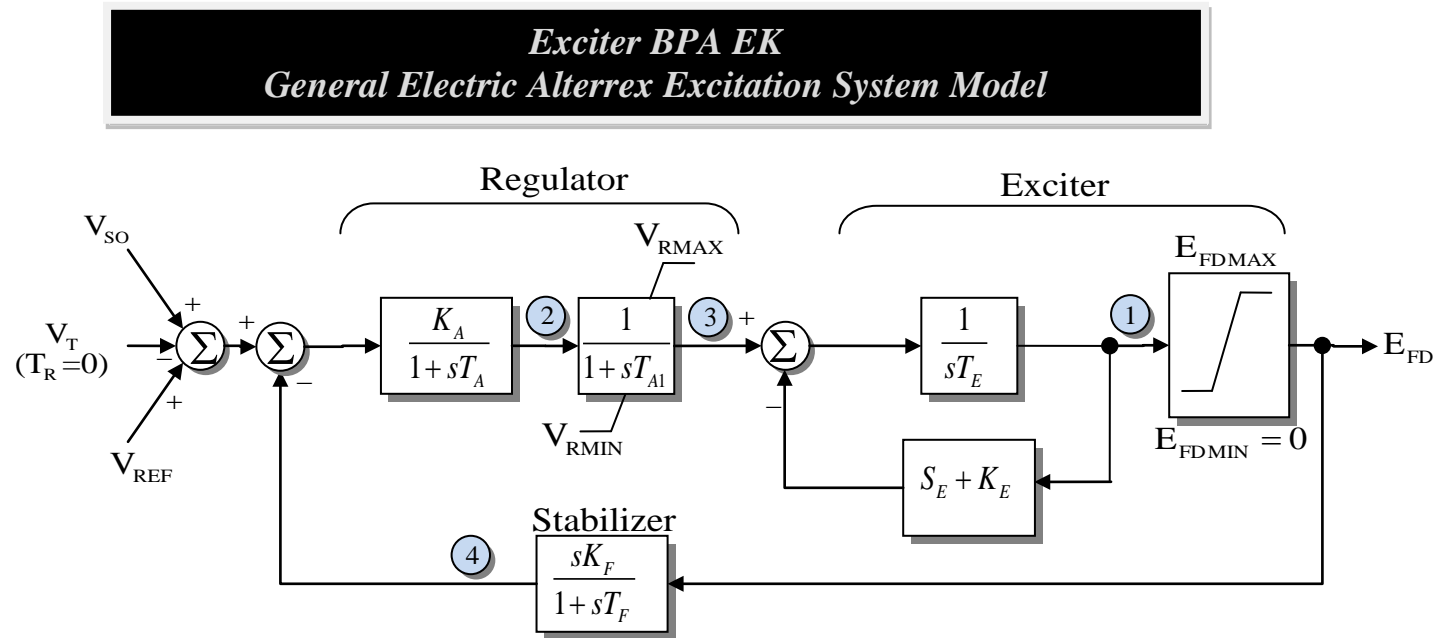 Exciter BPA EK
General Electric Alterrex Excitation System Model
Regulator
Exciter
V_SO
V_RMAX
E_FDMAX
+
+
V_T
(T_R =0)
−
Σ
+
Σ
−
K_A
1 + sT_A
2
1
1 + sT_A1
3
+
Σ
−
1
sT_E
1
E_FD
+
V_REF
V_RMIN
E_FDMIN = 0
S_E + K_E
Stabilizer
4
sK_F
1 + sT_F